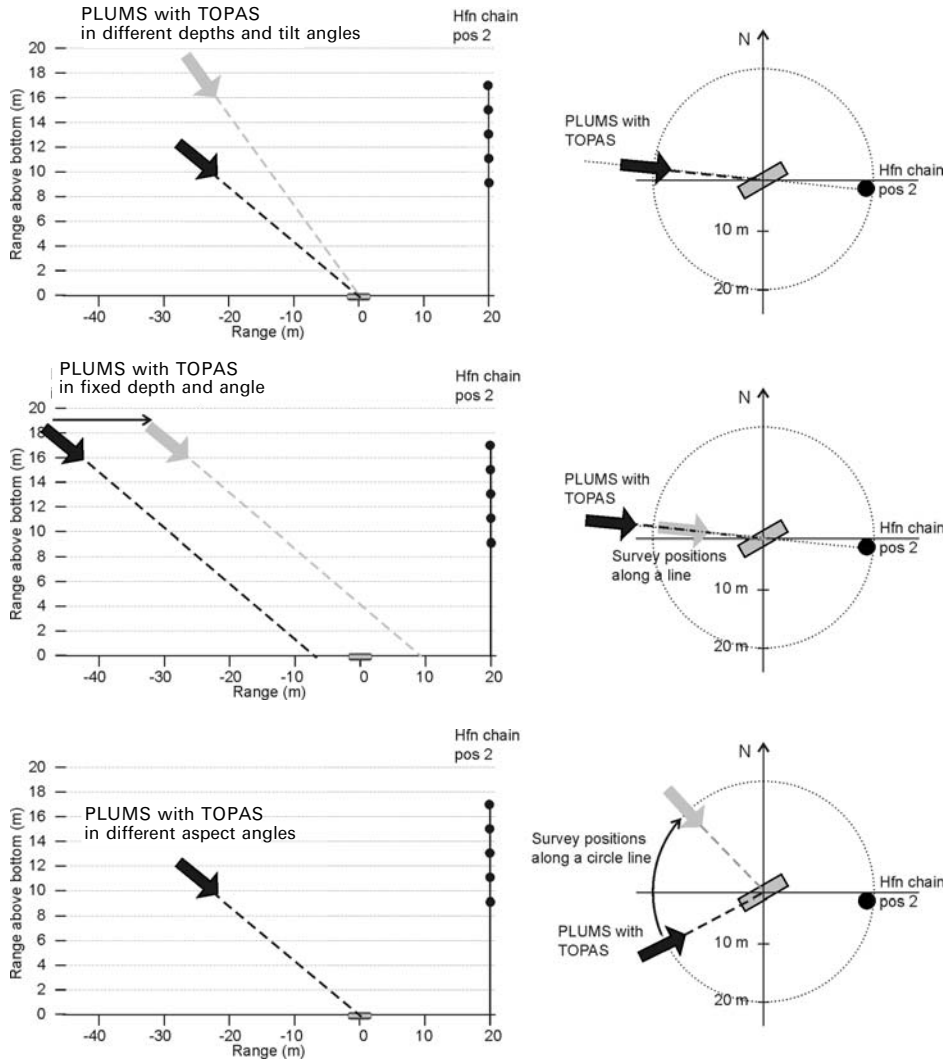 PLUMS with TOPAS
in different depths and tilt angles
Hfn chain
pos 2
Range above bottom (m)
20
18
16
14
12
10
8
6
4
2
0
-40 -30 -20 -10 0 10 20
Range (m)
N
PLUMS with
TOPAS
Hfn chain
pos 2
10 m
20 m
PLUMS with TOPAS
in fixed depth and angle
Hfn chain
pos 2
Range above bottom (m)
20
18
16
14
12
10
8
6
4
2
0
-40 -30 -20 -10 0 10 20
Range (m)
N
PLUMS with
TOPAS
Survey positions
along a line
Hfn chain
pos 2
10 m
20 m
Hfn chain
pos 2
PLUMS with TOPAS
in different aspect angles
Range above bottom (m)
20
18
16
14
12
10
8
6
4
2
0
-40 -30 -20 -10 0 10 20
Range (m)
N
Survey positions
along a circle line
Hfn chain
pos 2
PLUMS with
TOPAS
10 m
20 m